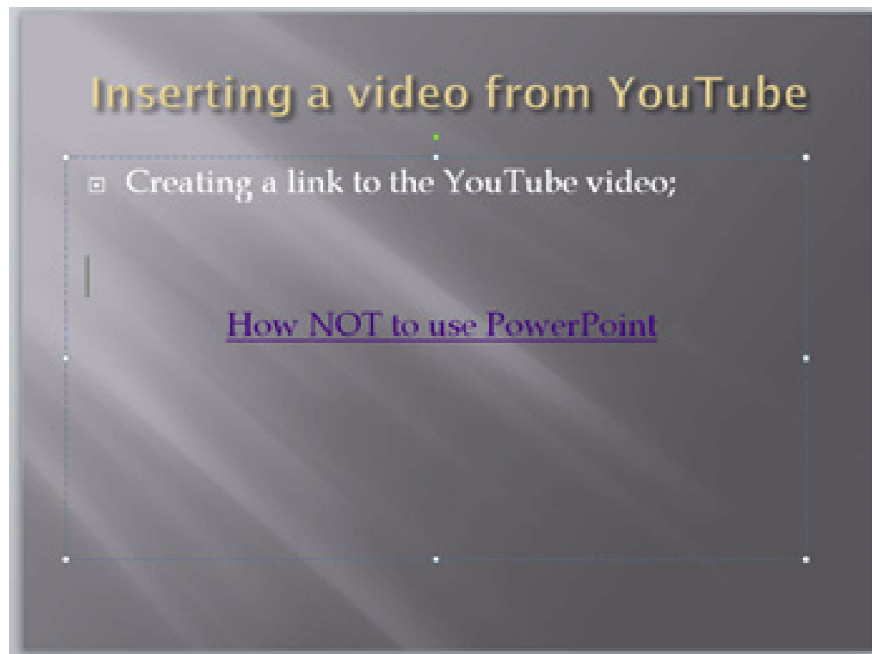 Inserting a video from YouTube
Creating a link to the YouTube video;
How NOT to use PowerPoint